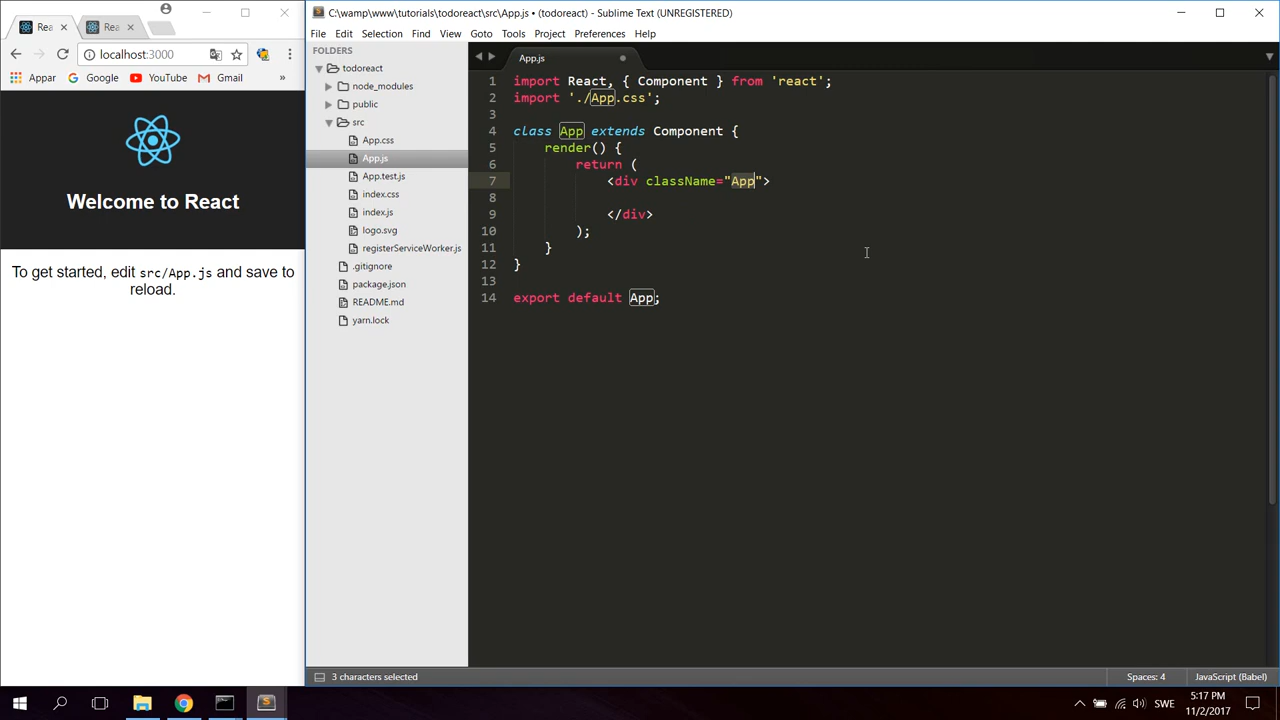 Rea
Rea
localhost:3000
Appar
Google
YouTube
Gmail
»
Welcome to React
To get started, edit src/App.js and save to
reload.
C:\wamp\www\tutorials\todoreact\src\App.js • (todoreact) - Sublime Text (UNREGISTERED)
File Edit Selection Find View Goto Tools Project Preferences Help
FOLDERS
todoreact
node_modules
public
src
App.css
App.js
App.test.js
index.css
index.js
logo.svg
registerServiceWorker.js
.gitignore
package.json
README.md
yarn.lock
App.js
1 import React, { Component } from 'react';
2 import './App.css';
3
4 class App extends Component {
5 render() {
6 return (
7 <div className="App">
8
9 </div>
10 );
11 }
12 }
13
14 export default App;
3 characters selected
Spaces: 4
JavaScript (Babel)
SWE
5:17 PM
11/2/2017